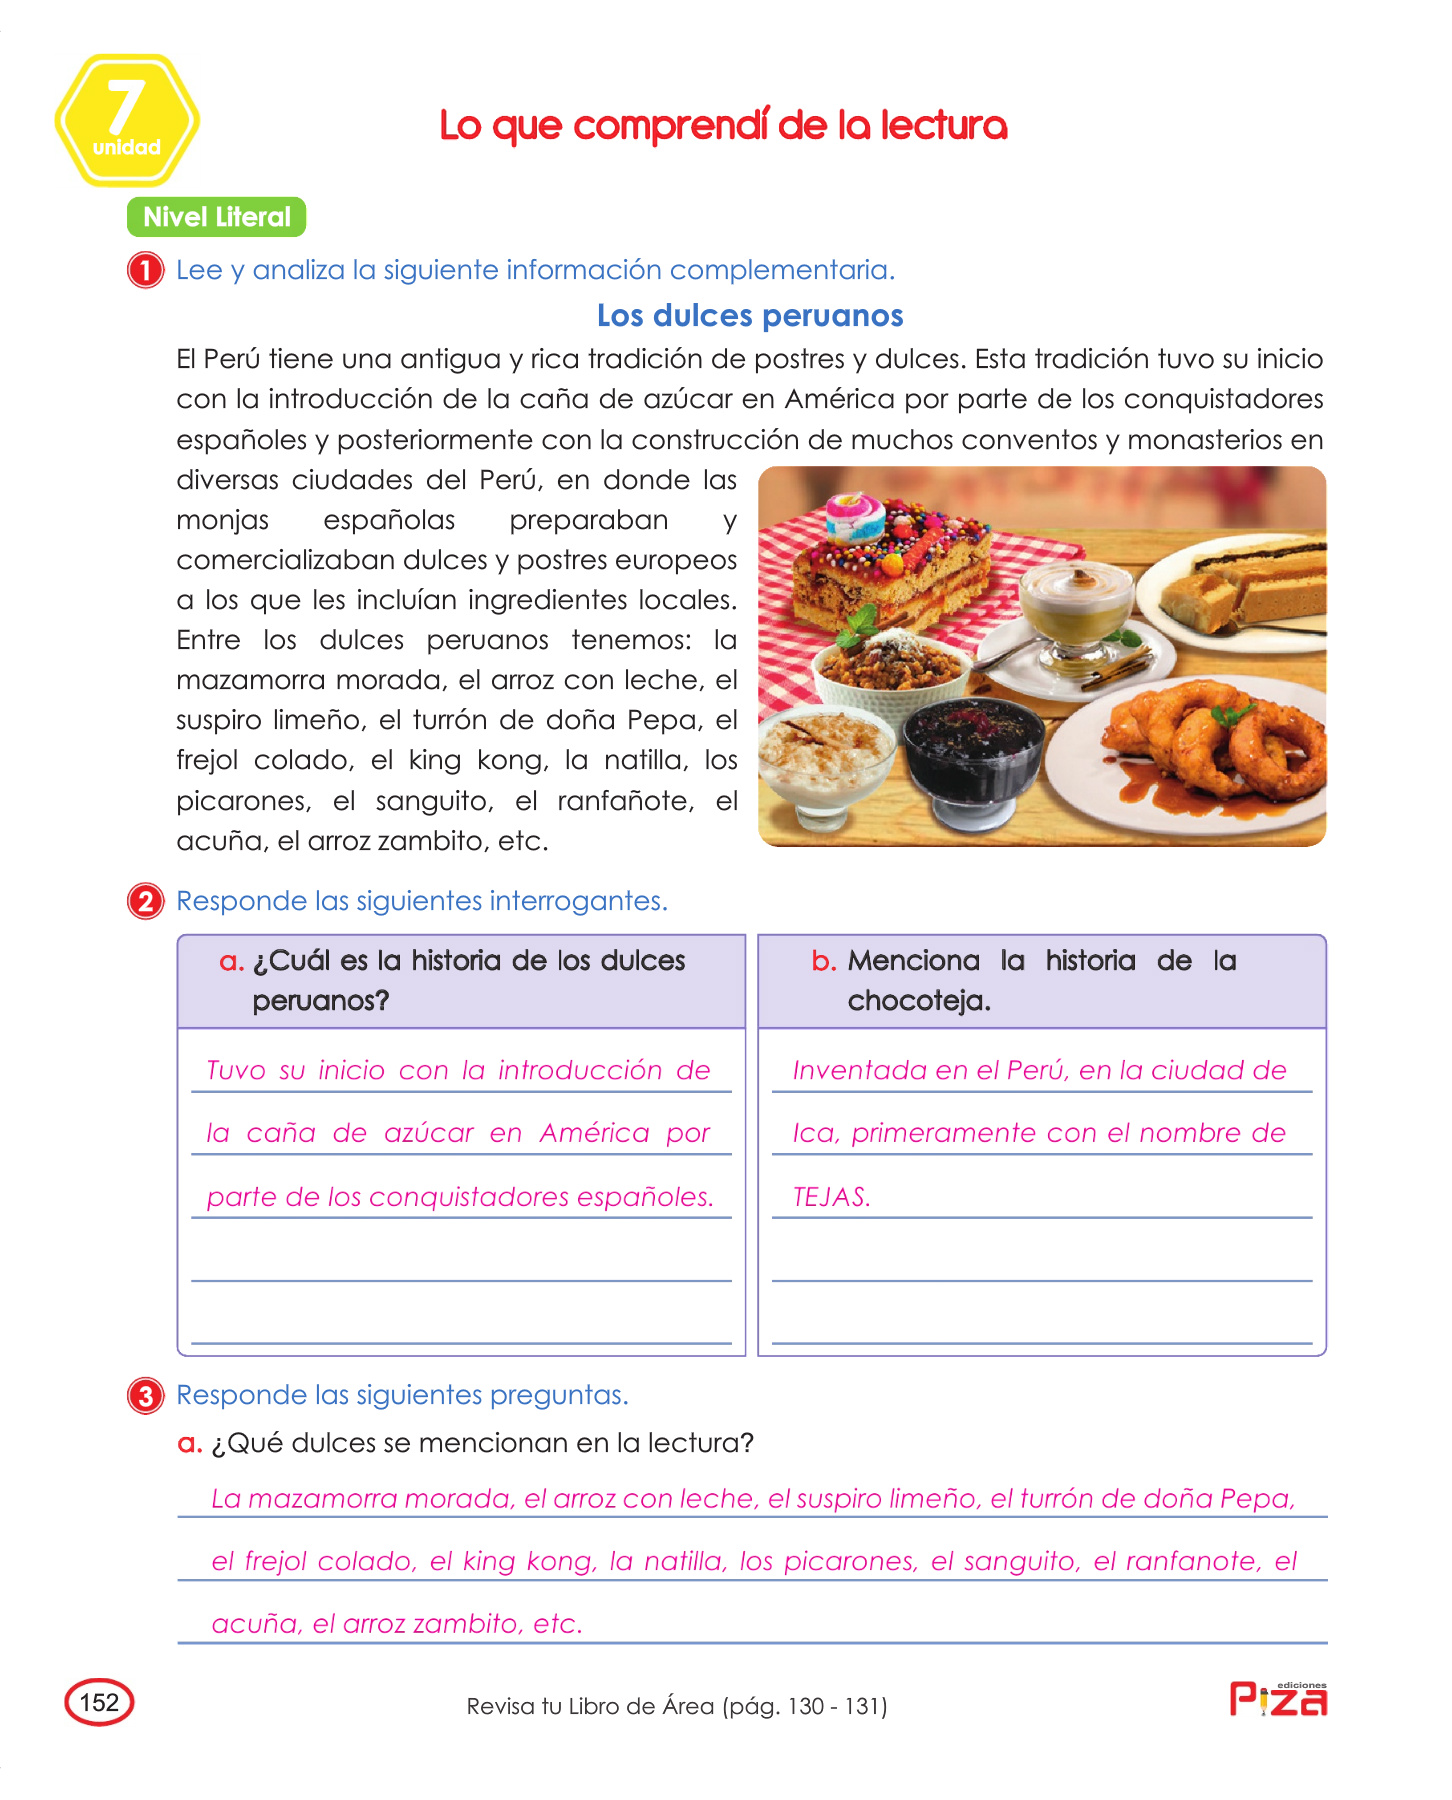 7
unidad
Lo que comprendí de la lectura
Nivel Literal
1 Lee y analiza la siguiente información complementaria.
Los dulces peruanos
El Perú tiene una antigua y rica tradición de postres y dulces. Esta tradición tuvo su inicio
con la introducción de la caña de azúcar en América por parte de los conquistadores
españoles y posteriormente con la construcción de muchos conventos y monasterios en
diversas ciudades del Perú, en donde las
monjas españolas preparaban y
comercializaban dulces y postres europeos
a los que les incluían ingredientes locales.
Entre los dulces peruanos tenemos: la
mazamorra morada, el arroz con leche, el
suspiro limeño, el turrón de doña Pepa, el
frejol colado, el king kong, la natilla, los
picarones, el sanguito, el ranfañote, el
acuña, el arroz zambito, etc.
2 Responde las siguientes interrogantes.
a. ¿Cuál es la historia de los dulces
peruanos?
Tuvo su inicio con la introducción de
la caña de azúcar en América por
parte de los conquistadores españoles.
b. Menciona la historia de la
chocoteja.
Inventada en el Perú, en la ciudad de
Ica, primeramente con el nombre de
TEJAS.
3 Responde las siguientes preguntas.
a. ¿Qué dulces se mencionan en la lectura?
La mazamorra morada, el arroz con leche, el suspiro limeño, el turrón de doña Pepa,
el frejol colado, el king kong, la natilla, los picarones, el sanguito, el ranfanote, el
acuña, el arroz zambito, etc.
152
Revisa tu Libro de Área (pág. 130 - 131)
ediciones
Piza